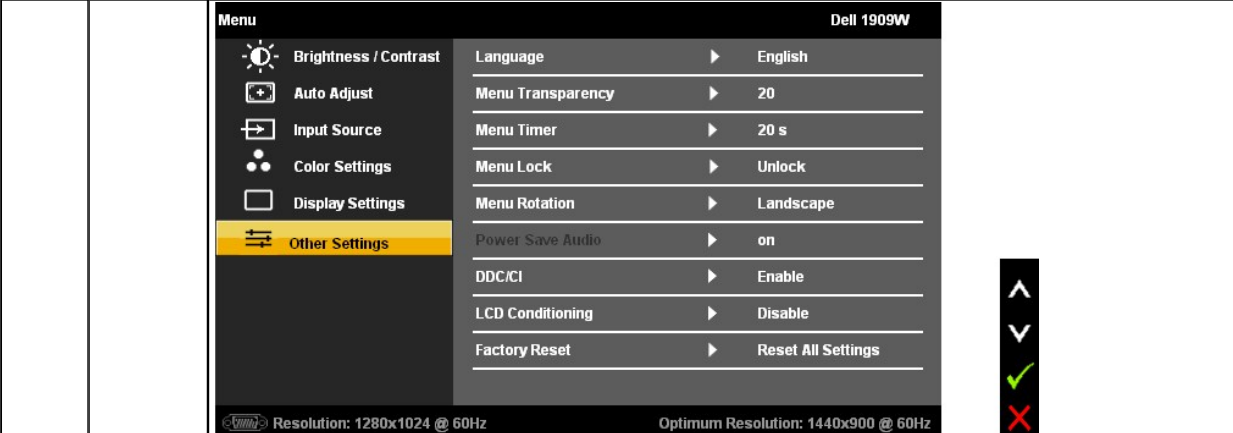 Menu Dell 1909W
Brightness / Contrast Language English
Auto Adjust Menu Transparency 20
Input Source Menu Timer 20 s
Color Settings Menu Lock Unlock
Display Settings Menu Rotation Landscape
Other Settings Power Save Audio on
DDC/CI Enable
LCD Conditioning Disable
Factory Reset Reset All Settings
Resolution: 1280x1024 @ 60Hz Optimum Resolution: 1440x900 @ 60Hz